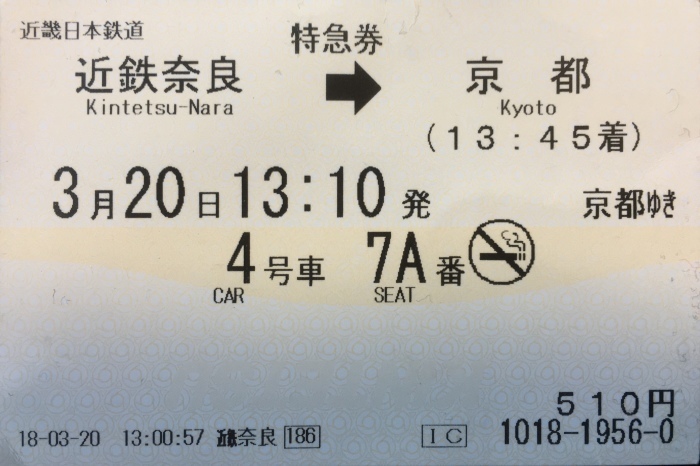 近畿日本鉄道
特急券
近鉄奈良 ➡ 京都
Kintetsu-Nara Kyoto
(13:45着)
3月20日13:10発 京都ゆき
4号車 7A番
CAR SEAT
510円
18-03-20 13:00:57 近鉄奈良 186 IC 1018-1956-0